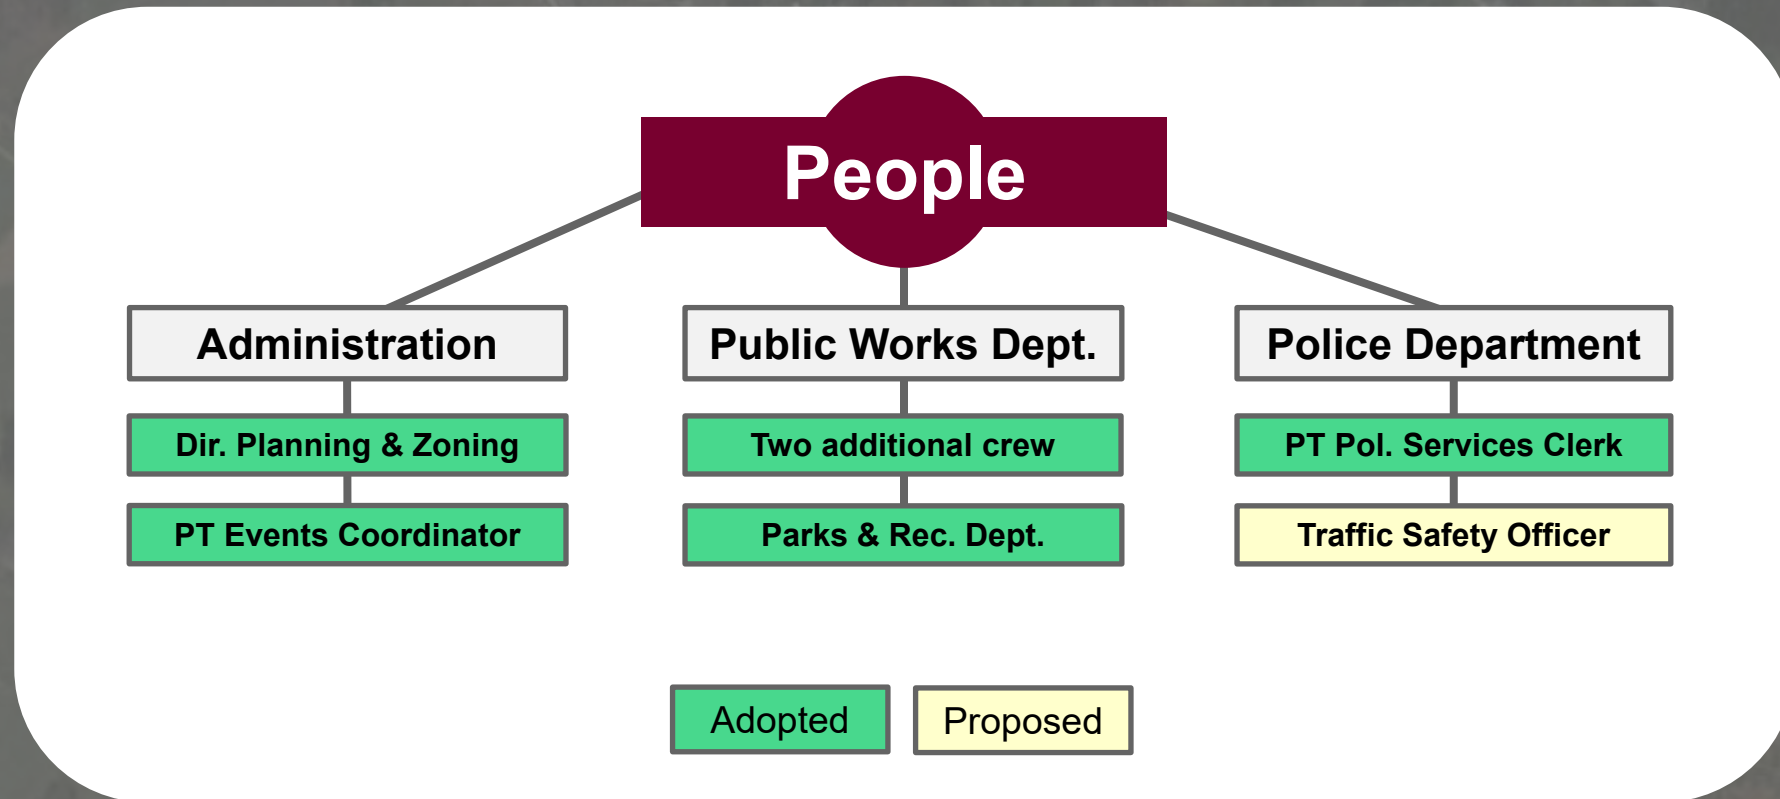 People
Administration
Public Works Dept.
Police Department
Dir. Planning & Zoning
Two additional crew
PT Pol. Services Clerk
PT Events Coordinator
Parks & Rec. Dept.
Traffic Safety Officer
Adopted
Proposed